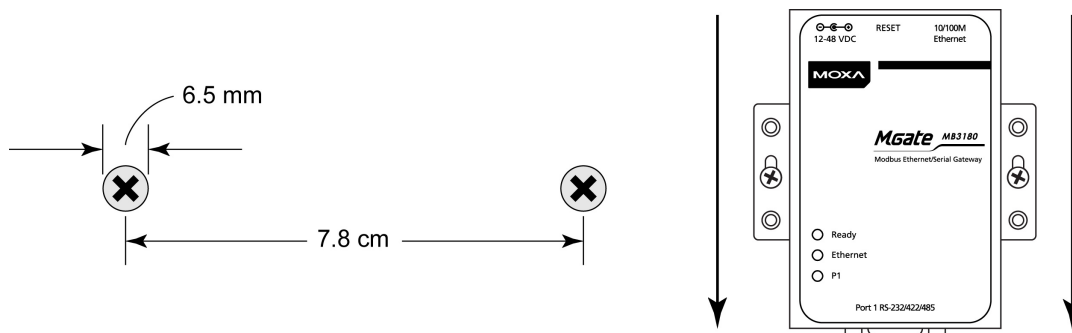 6.5 mm
7.8 cm
12-48 VDC
RESET
10/100M
Ethernet
MOXA
MGate MB3180
Modbus Ethernet/Serial Gateway
Ready
Ethernet
P1
Port 1 RS-232/422/485